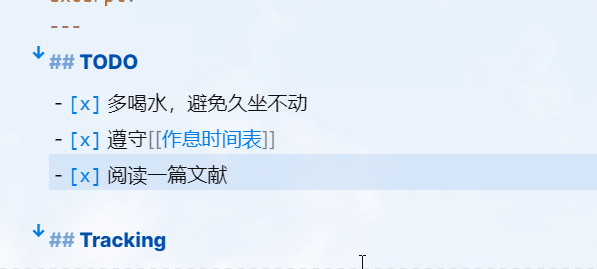 ---
## TODO
- [x] 多喝水，避免久坐不动
- [x] 遵守[[作息时间表]]
- [x] 阅读一篇文献
## Tracking